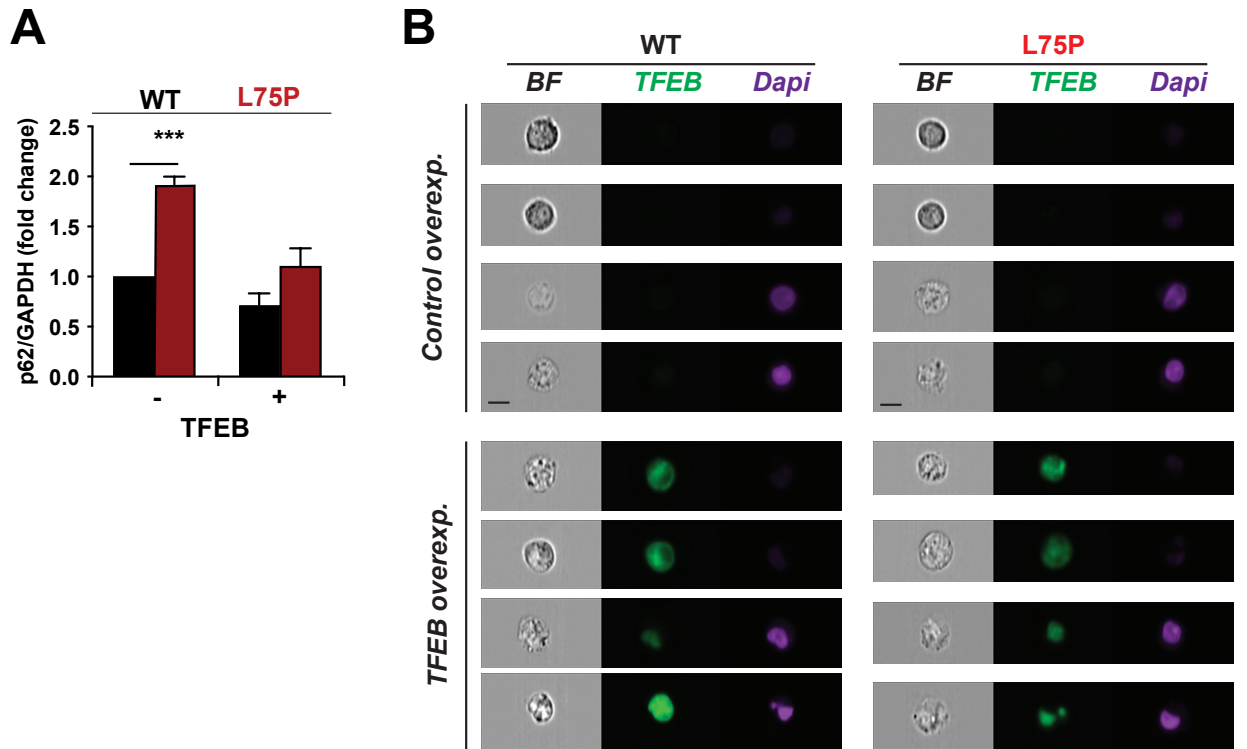 A
WT L75P
***
p62/GAPDH (fold change)
2.5
2.0
1.5
1.0
0.5
0.0
- +
TFEB
B
WT L75P
BF TFEB Dapi BF TFEB Dapi
Control overexp.
TFEB overexp.